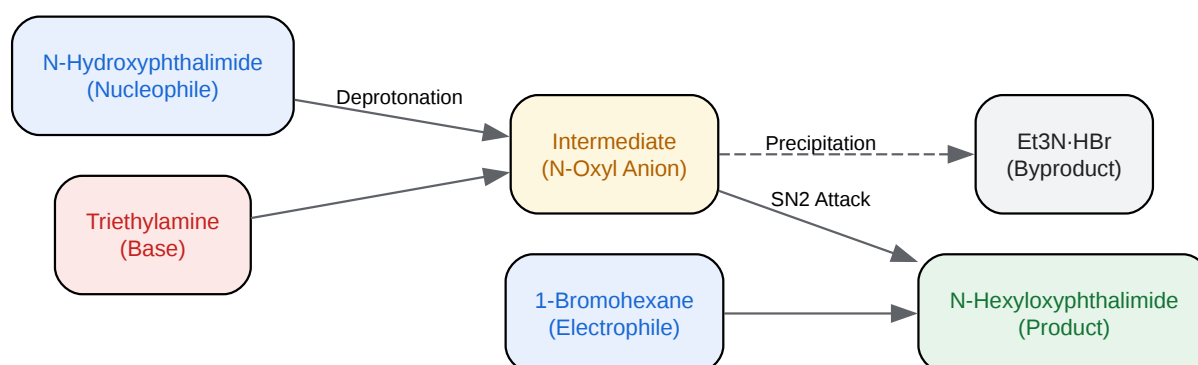 N-Hydroxyphthalimide
(Nucleophile)
Deprotonation
Triethylamine
(Base)
Intermediate
(N-Oxyl Anion)
Precipitation
Et3N·HBr
(Byproduct)
SN2 Attack
1-Bromohexane
(Electrophile)
N-Hexyloxyphthalimide
(Product)